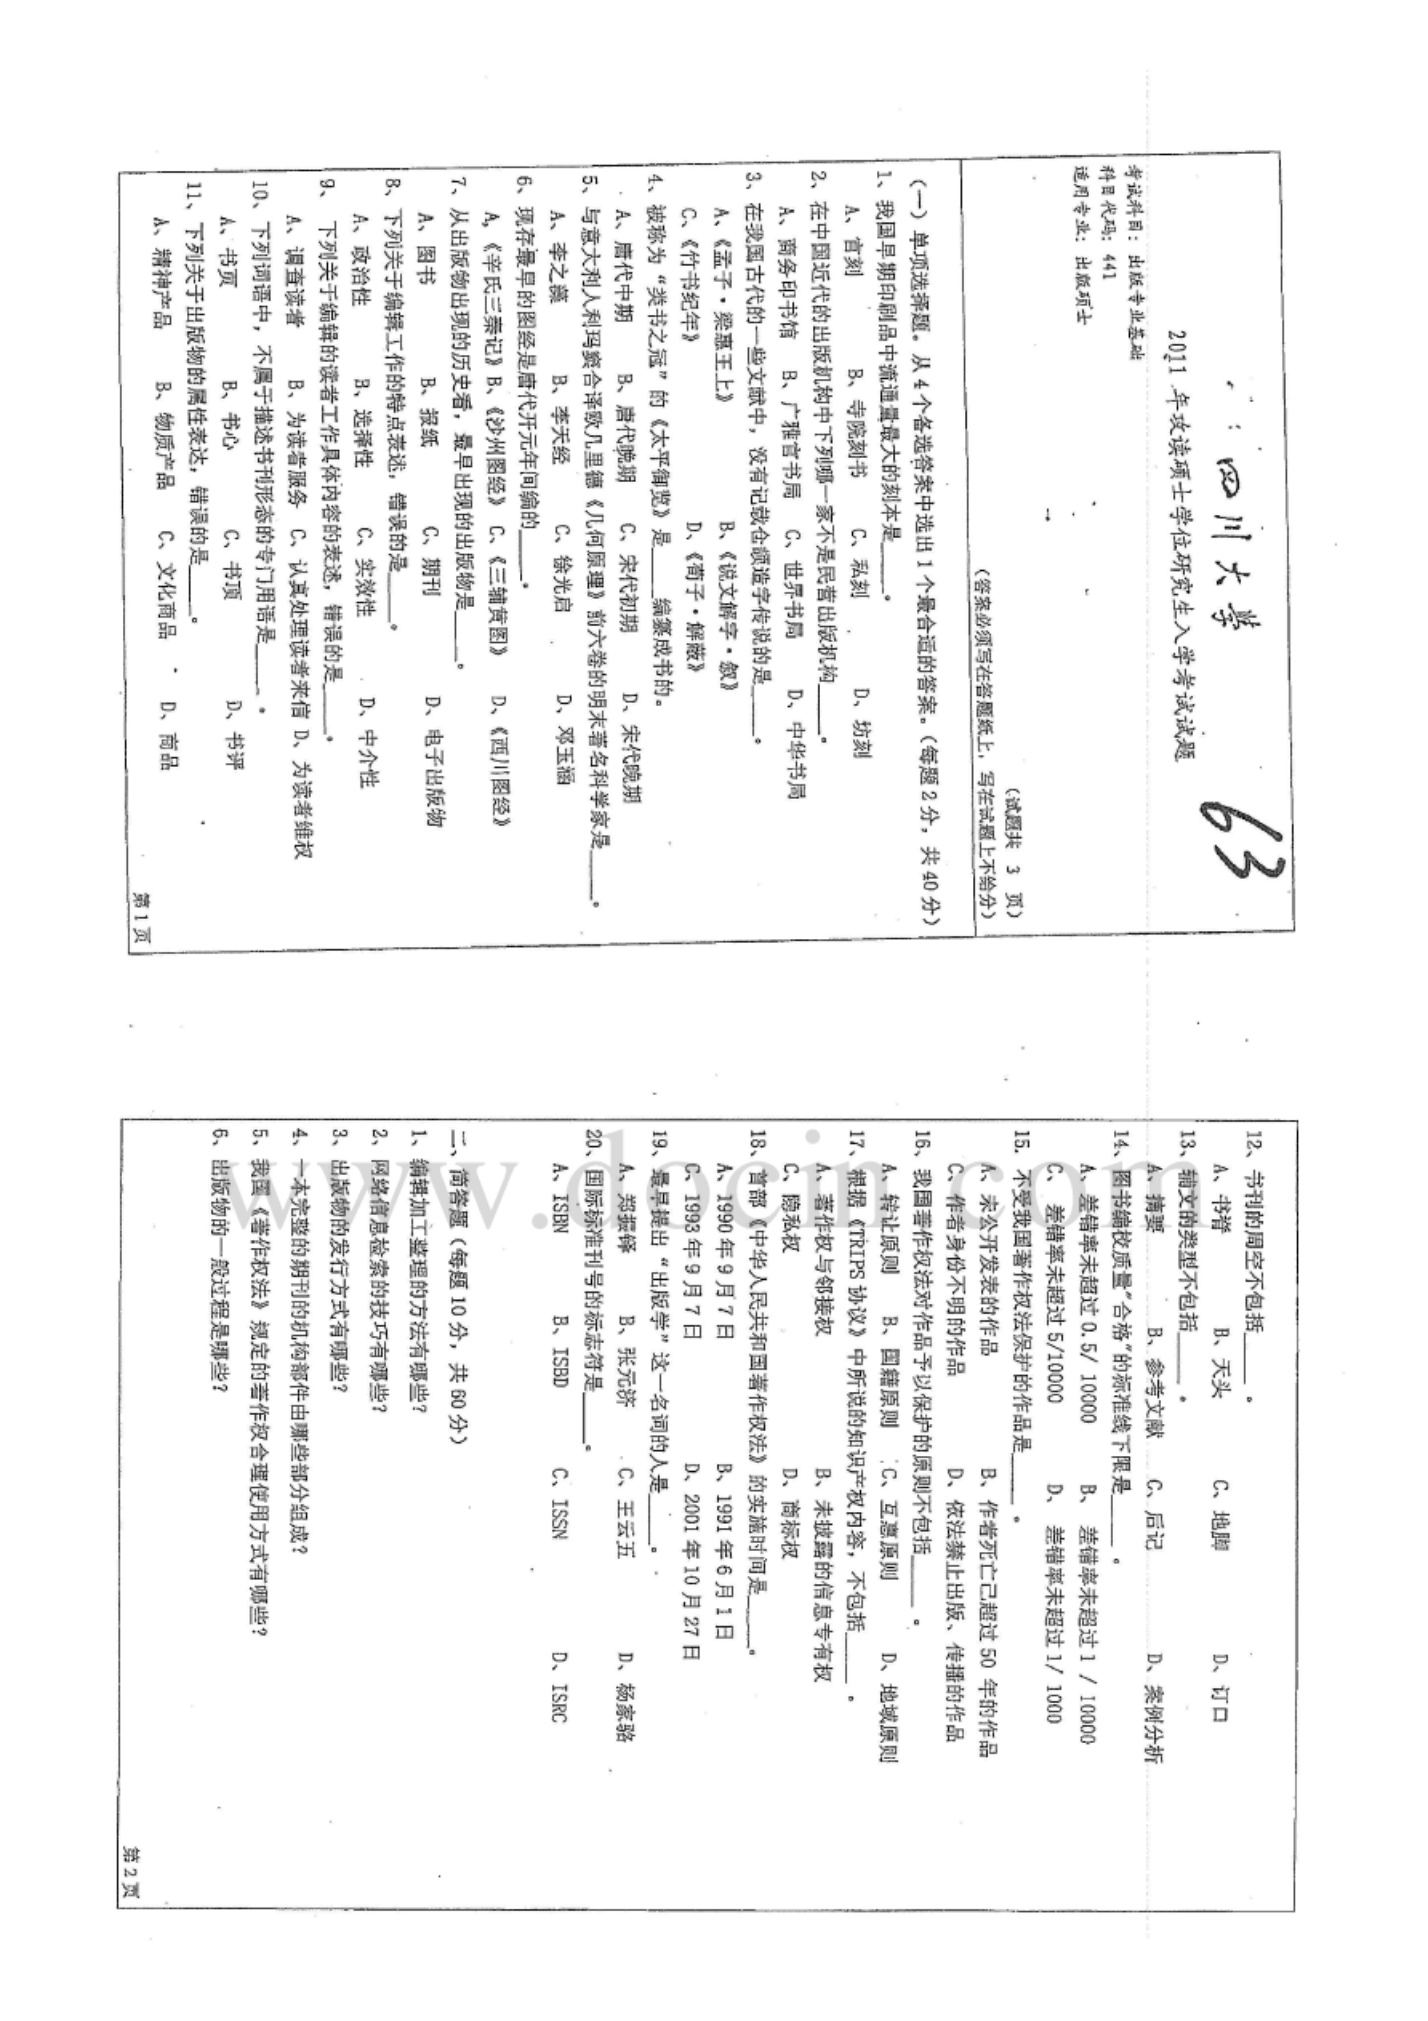 四川大学
63
2011年攻读硕士学位研究生入学考试试题
考试科目：出版专业基础
科目代码：441
适用专业：出版硕士
（试题共 3 页）
（答案必须写在答题纸上，写在试题上不给分）
（一）单项选择题。从4个备选答案中选出1个最合适的答案。（每题2分，共40分）
1、我国早期印刷品中流通量最大的刻本是____。
A、官刻 B、寺院刻书 C、私刻 D、坊刻
2、在中国近代的出版机构中下列哪一家不是民营出版机构____。
A、商务印书馆 B、广雅官书局 C、世界书局 D、中华书局
3、在我国古代的一些文献中，没有记载仓颉造字传说的是____。
A、《孟子·梁惠王上》 B、《说文解字·叙》
C、《竹书纪年》 D、《荀子·解蔽》
4、被称为“类书之冠”的《太平御览》是____编纂成书的。
A、唐代中期 B、唐代晚期 C、宋代初期 D、宋代晚期
5、与意大利人利玛窦合译欧几里德《几何原理》前六卷的明末著名科学家是____。
A、李之藻 B、李天经 C、徐光启 D、邓玉涵
6、现存最早的图经是唐代开元年间编的____。
A，《辛氏三秦记》 B、《沙州图经》 C、《三辅黄图》 D、《西川图经》
7、从出版物出现的历史看，最早出现的出版物是____。
A、图书 B、报纸 C、期刊 D、电子出版物
8、下列关于编辑工作的特点表述，错误的是____。
A、政治性 B、选择性 C、实效性 D、中介性
9、下列关于编辑的读者工作具体内容的表述，错误的是____。
A、调查读者 B、为读者服务 C、认真处理读者来信 D、为读者维权
10、下列词语中，不属于描述书刊形态的专门用语是____。
A、书页 B、书心 C、书顶 D、书评
11、下列关于出版物的属性表达，错误的是____。
A、精神产品 B、物质产品 C、文化商品 D、商品
第1页
12、书刊的周空不包括____。
A、书脊 B、天头 C、地脚 D、订口
13、辅文的类型不包括____。
A、摘要 B、参考文献 C、后记 D、案例分析
14、图书编校质量“合格”的标准线下限是____。
A、差错率未超过0.5/ 10000 B、差错率未超过1 / 10000
C、差错率未超过5/10000 D、差错率未超过1/ 1000
15. 不受我国著作权法保护的作品是____。
A、未公开发表的作品 B、作者死亡已超过50年的作品
C、作者身份不明的作品 D、依法禁止出版、传播的作品
16、我国著作权法对作品予以保护的原则不包括____。
A、转让原则 B、国籍原则 C、互惠原则 D、地域原则
17、根据《TRIPS协议》中所说的知识产权内容，不包括____。
A、著作权与邻接权 B、未披露的信息专有权
C、隐私权 D、商标权
18、首部《中华人民共和国著作权法》的实施时间是____。
A、1990年9月7日 B、1991年6月1日
C、1993年9月7日 D、2001年10月27日
19、最早提出“出版学”这一名词的人是____。
A、郑振铎 B、张元济 C、王云五 D、杨家骆
20、国际标准刊号的标志符是____。
A、ISBN B、ISBD C、ISSN D、ISRC
二、简答题（每题10分，共60分）
1、编辑加工整理的方法有哪些？
2、网络信息检索的技巧有哪些？
3、出版物的发行方式有哪些？
4、一本完整的期刊的机构部件由哪些部分组成？
5、我国《著作权法》规定的著作权合理使用方式有哪些？
6、出版物的一般过程是哪些？
第2页
www.docin.com